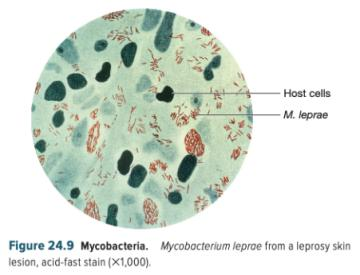 Host cells
M. leprae
Figure 24.9 Mycobacteria. Mycobacterium leprae from a leprosy skin
lesion, acid-fast stain (×1,000).